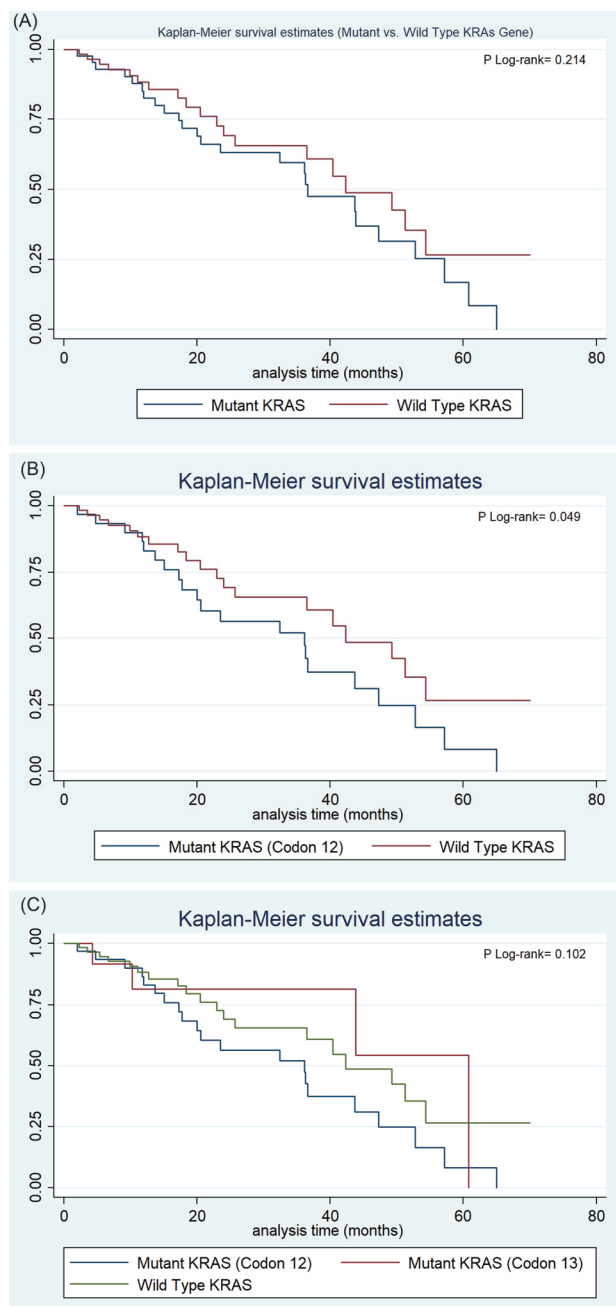 (A)
Kaplan-Meier survival estimates (Mutant vs. Wild Type KRAs Gene)
P Log-rank= 0.214
1.00
0.75
0.50
0.25
0.00
0 20 40 60 80
analysis time (months)
Mutant KRAS Wild Type KRAS
(B)
Kaplan-Meier survival estimates
P Log-rank= 0.049
1.00
0.75
0.50
0.25
0.00
0 20 40 60 80
analysis time (months)
Mutant KRAS (Codon 12) Wild Type KRAS
(C)
Kaplan-Meier survival estimates
P Log-rank= 0.102
1.00
0.75
0.50
0.25
0.00
0 20 40 60 80
analysis time (months)
Mutant KRAS (Codon 12) Mutant KRAS (Codon 13)
Wild Type KRAS